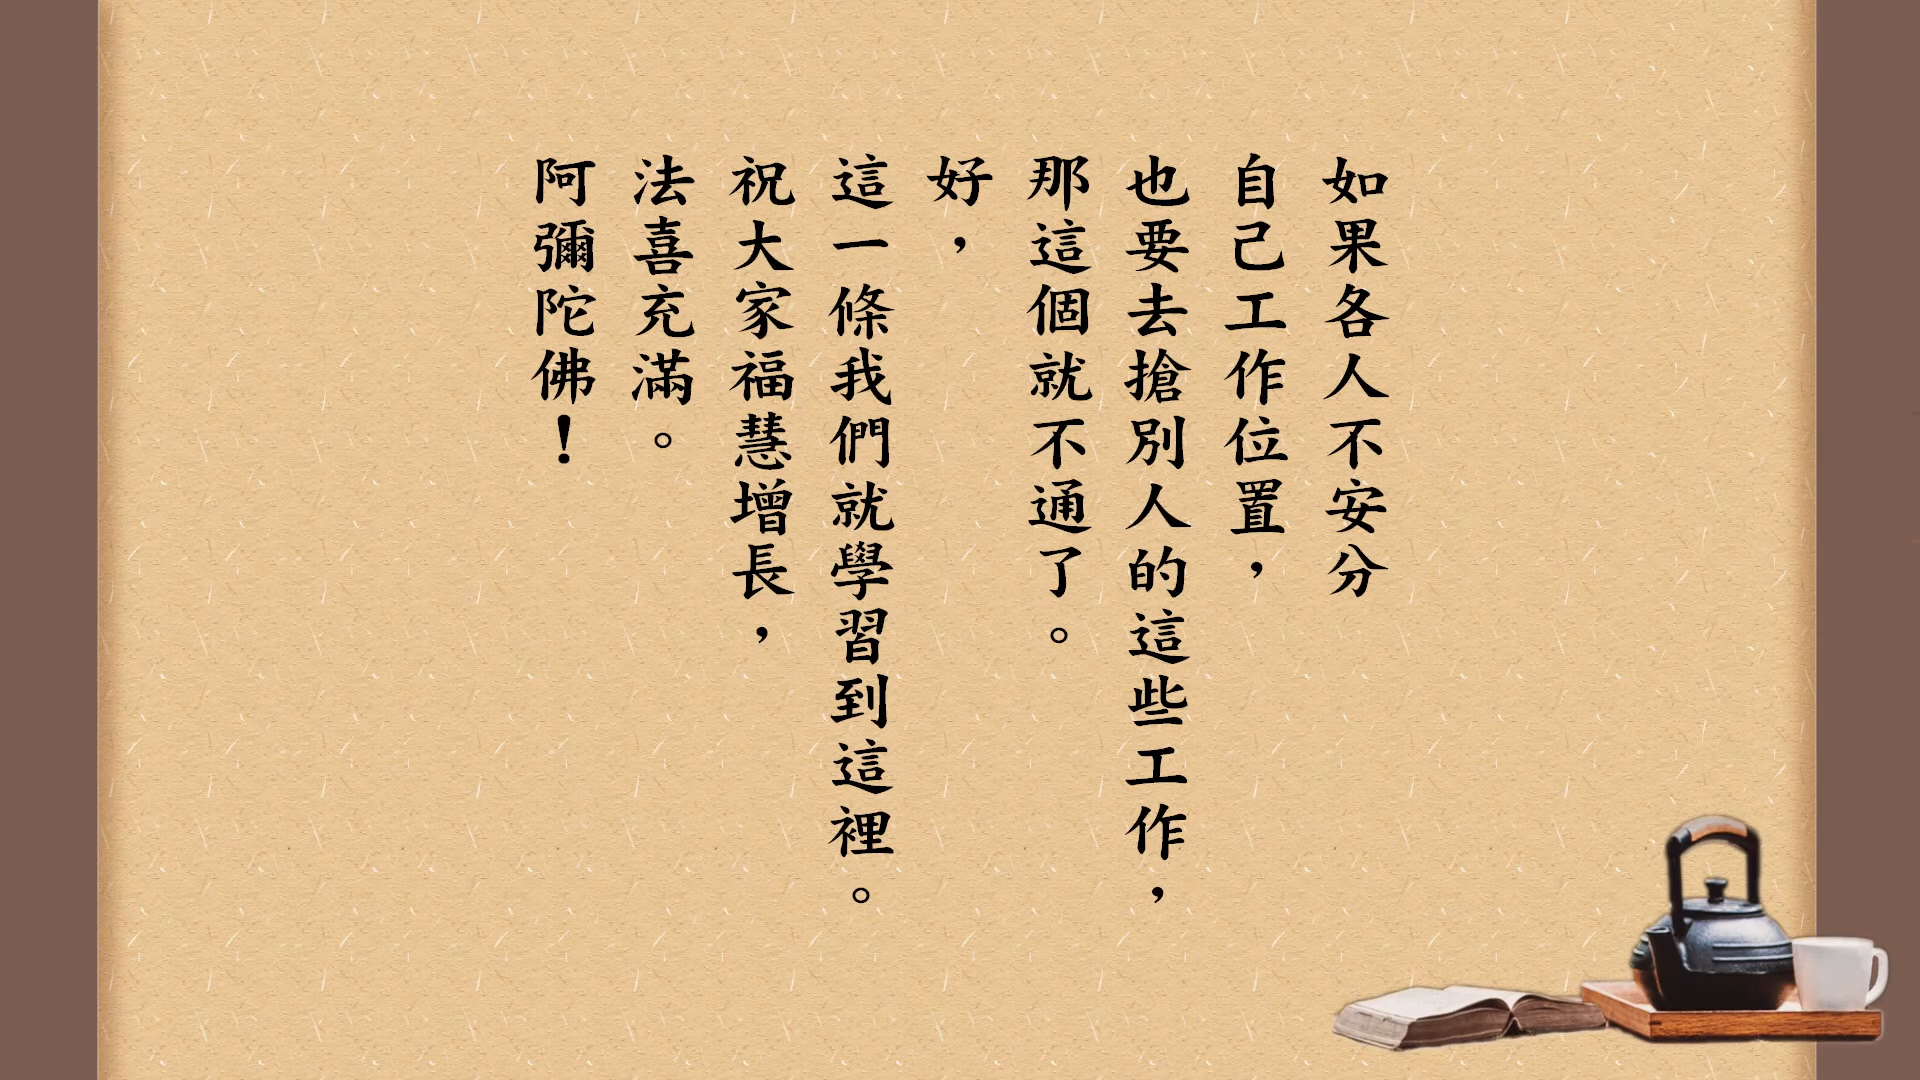 如果各人不安分
自己工作位置，
也要去搶別人的這些工作，
那這個就不通了。
好，
這一條我們就學習到這裡。
祝大家福慧增長，
法喜充滿。
阿彌陀佛！